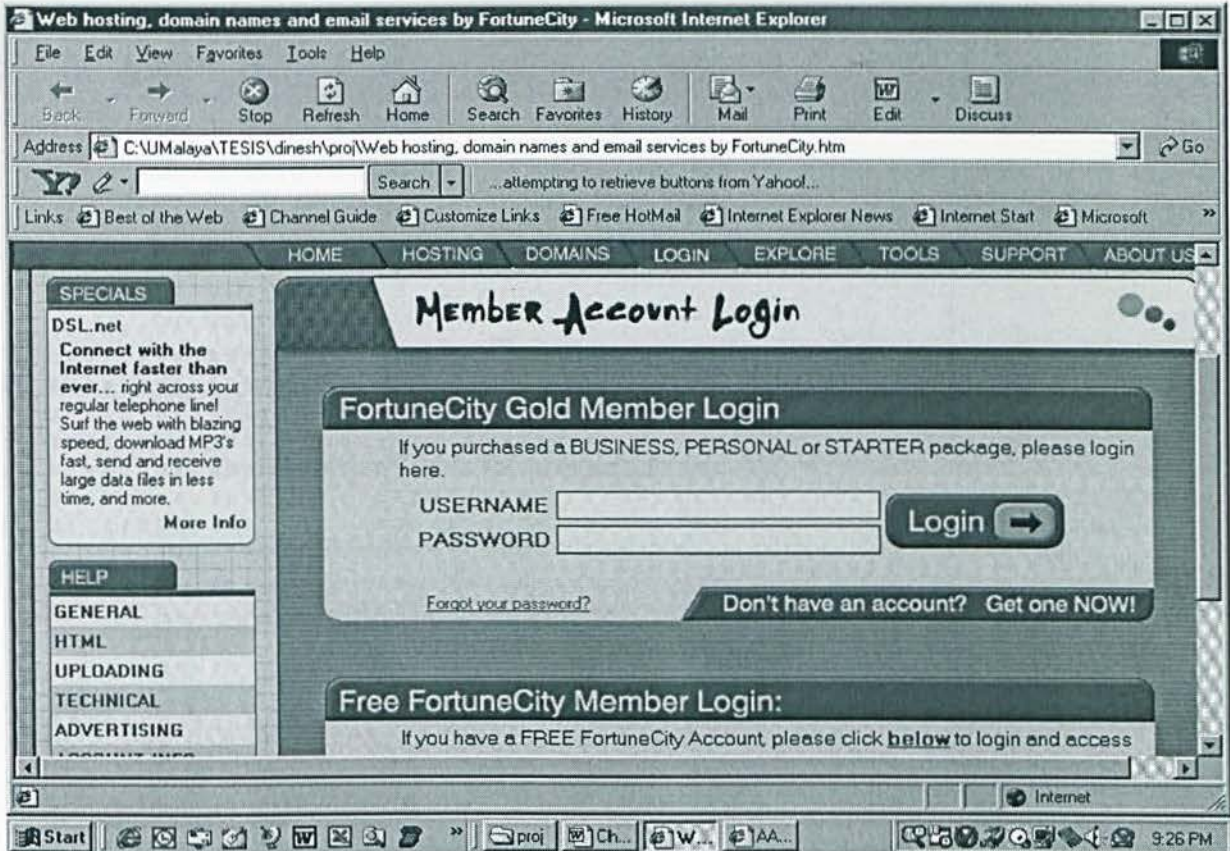 Web hosting, domain names and email services by FortuneCity - Microsoft Internet Explorer
File Edit View Favorites Tools Help
Back Forward Stop Refresh Home Search Favorites History Mail Print Edit Discuss
Address C:\UMalaya\TESIS\dinesh\proj\Web hosting, domain names and email services by FortuneCity.htm Go
Y! Search ...attempting to retrieve buttons from Yahoo!...
Links Best of the Web Channel Guide Customize Links Free HotMail Internet Explorer News Internet Start Microsoft »
HOME HOSTING DOMAINS LOGIN EXPLORE TOOLS SUPPORT ABOUT US
SPECIALS
DSL.net
Connect with the
Internet faster than
ever... right across your
regular telephone line!
Surf the web with blazing
speed, download MP3's
fast, send and receive
large data files in less
time, and more.
More Info
HELP
GENERAL
HTML
UPLOADING
TECHNICAL
ADVERTISING
Member Account Login
FortuneCity Gold Member Login
If you purchased a BUSINESS, PERSONAL or STARTER package, please login
here.
USERNAME
PASSWORD
Login
Forgot your password?
Don't have an account? Get one NOW!
Free FortuneCity Member Login:
If you have a FREE FortuneCity Account, please click below to login and access
Internet
Start » proj Ch... W... AA... 9:26 PM